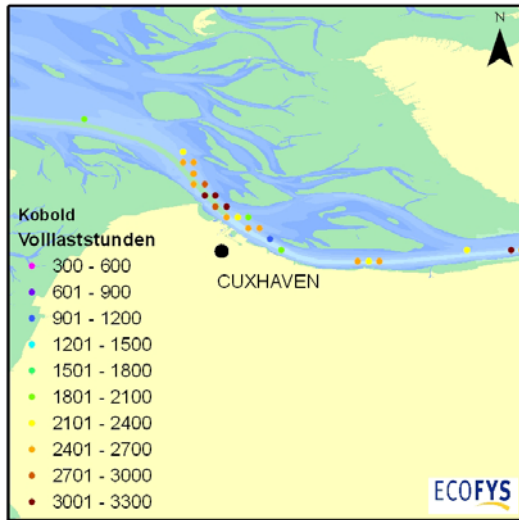 N
Kobold
Volllaststunden
300 - 600
601 - 900
901 - 1200
1201 - 1500
1501 - 1800
1801 - 2100
2101 - 2400
2401 - 2700
2701 - 3000
3001 - 3300
CUXHAVEN
ECOFYS